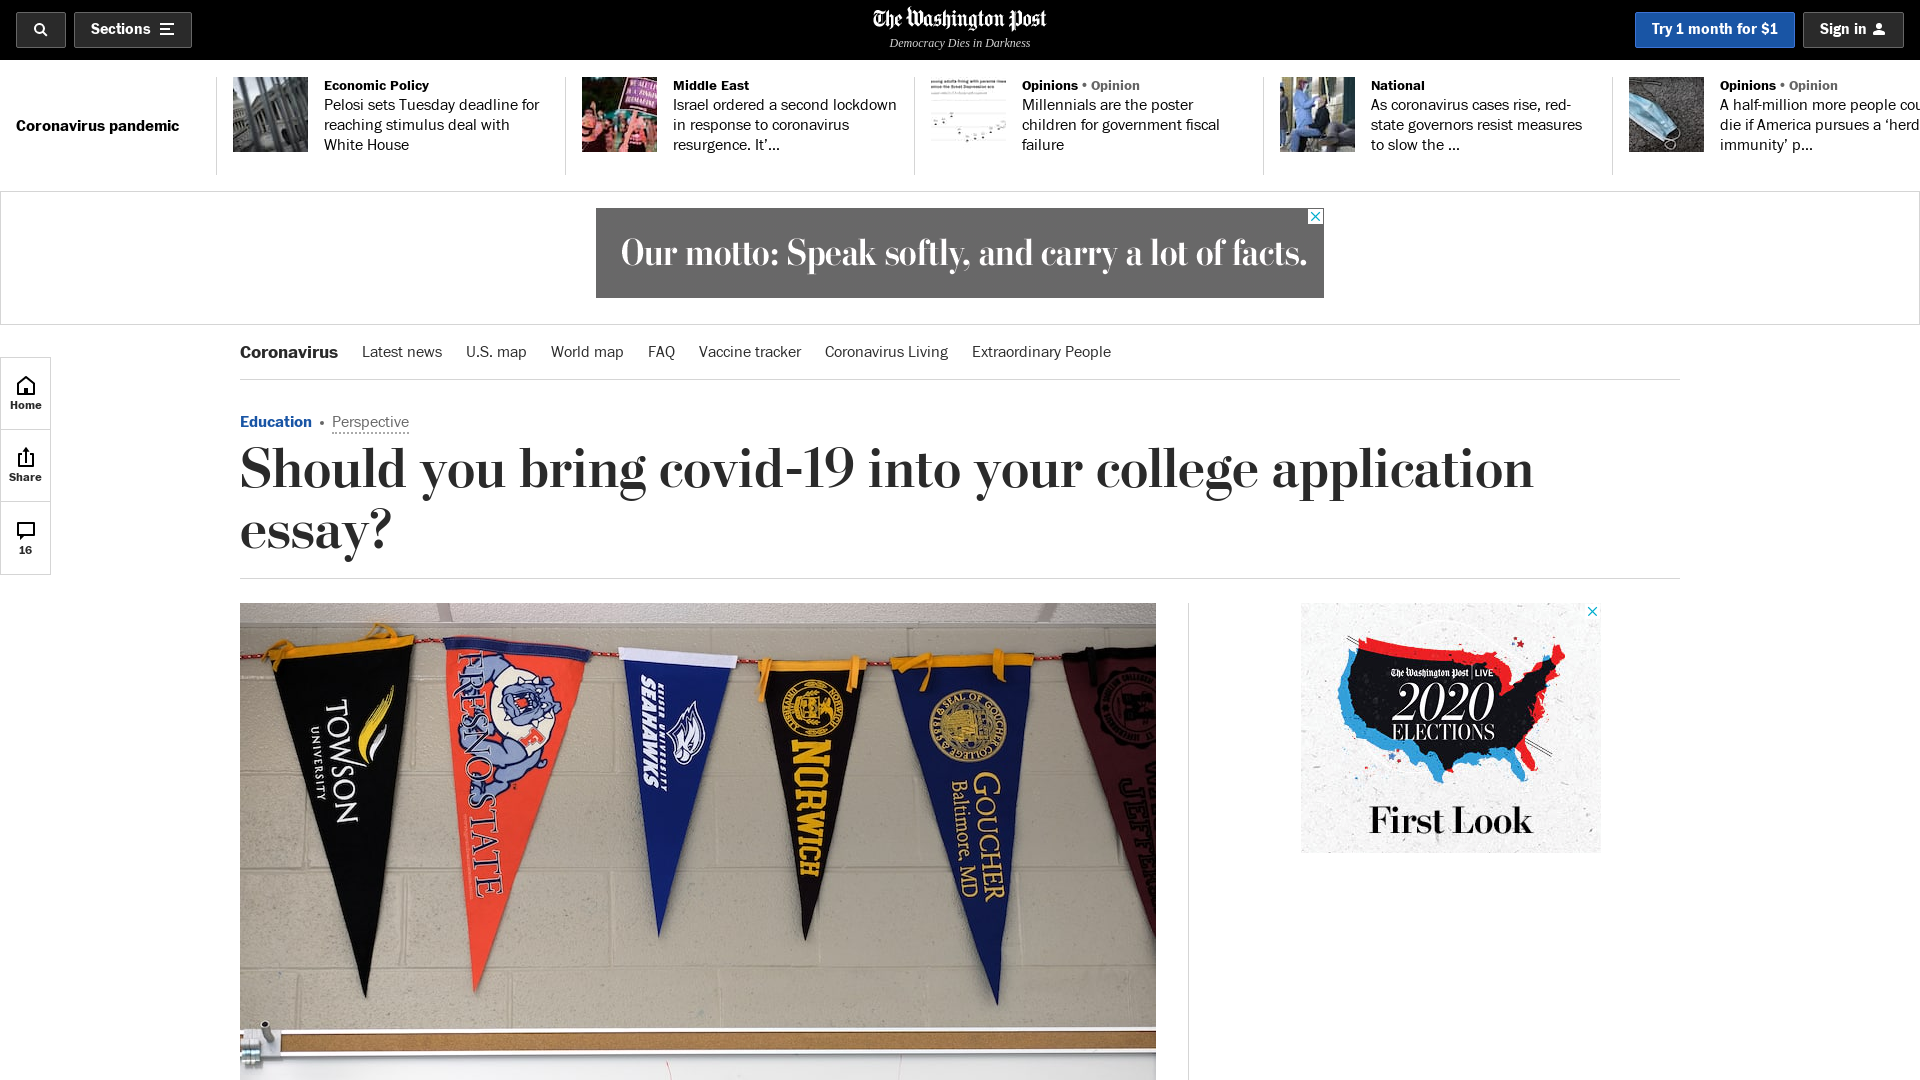 Sections
The Washington Post
Democracy Dies in Darkness
Try 1 month for $1
Sign in
Coronavirus pandemic
Economic Policy
Pelosi sets Tuesday deadline for
reaching stimulus deal with
White House
Middle East
Israel ordered a second lockdown
in response to coronavirus
resurgence. It’...
Opinions • Opinion
Millennials are the poster
children for government fiscal
failure
National
As coronavirus cases rise, red-
state governors resist measures
to slow the ...
Opinions • Opinion
A half-million more people cou
die if America pursues a ‘herd
immunity’ p...
Our motto: Speak softly, and carry a lot of facts.
Coronavirus
Latest news
U.S. map
World map
FAQ
Vaccine tracker
Coronavirus Living
Extraordinary People
Home
Share
16
Education • Perspective
Should you bring covid-19 into your college application
essay?
TOWSON
UNIVERSITY
FRESNO STATE
KEISER UNIVERSITY
SEAHAWKS
NORWICH
GOUCHER
Baltimore, MD
The Washington Post LIVE
2020
ELECTIONS
First Look